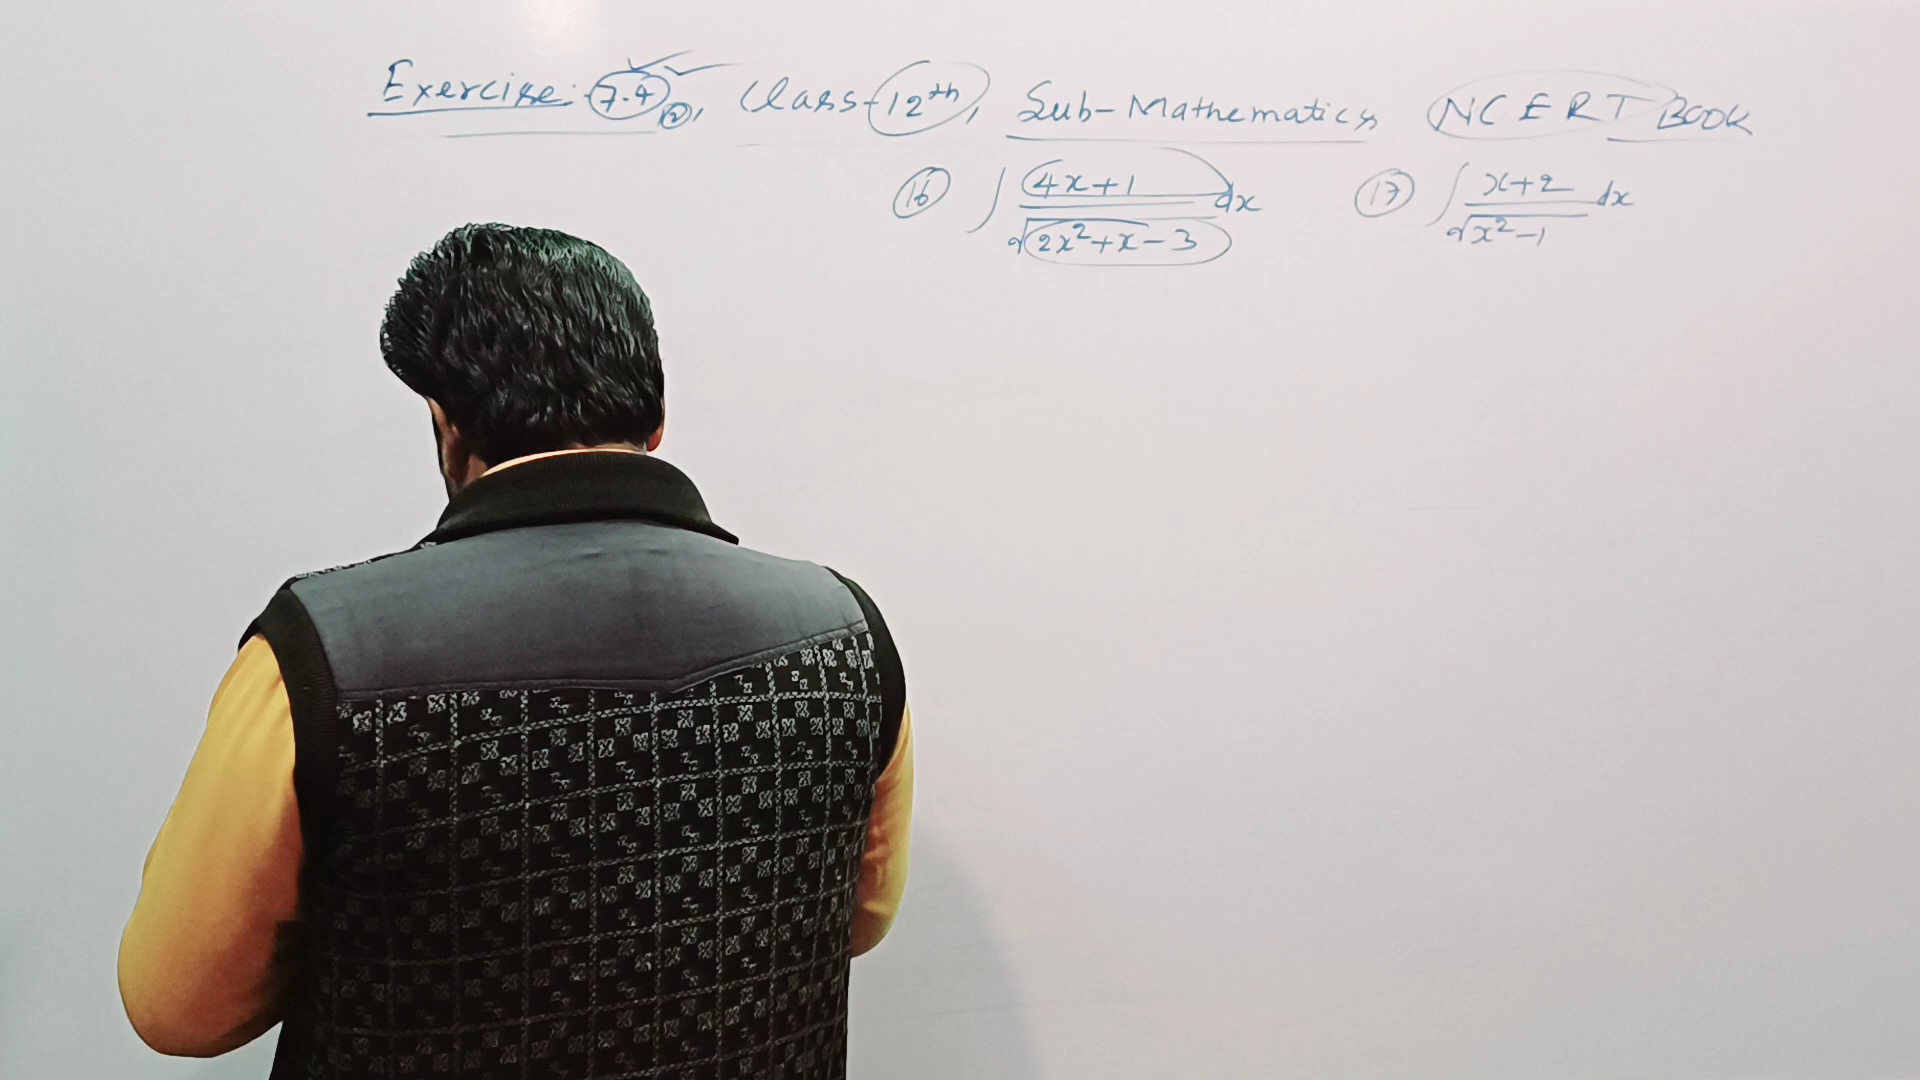 Exercise: 7.4 (12), Class-12th, Sub-Mathematics NCERT BOOK
(16) ∫ (4x+1)/√(2x²+x-3) dx (17) ∫ (x+2)/√(x²-1) dx